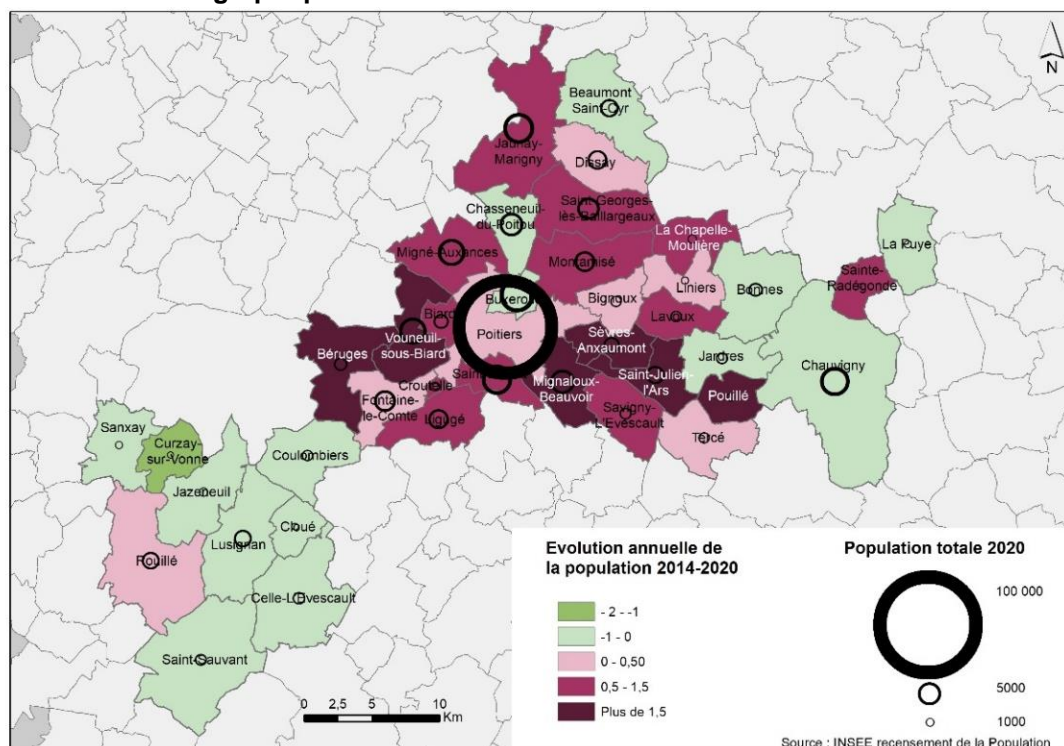 N
Beaumont
Saint-Cyr
Jaunay-
Marigny
Dissay
Chasseneuil-
du-Poitou
Saint-Georges-
lès-Baillargeaux
La Puye
La Chapelle-
Moulière
Migné-Auxances
Montamisé
Sainte-
Radégonde
Liniers
Bonnes
Bignoux
Lavoux
Poitiers
Vouneuil-
sous-Biard
Sèvres-
Anxaumont
Béruges
Jardres
Chauvigny
Saint-Julien-
l'Ars
Mignaloux-
Beauvoir
Pouillé
Croutelle
Fontaine-
le-Comte
Ligugé
Savigny-
L'Evescault
Tercé
Sanxay
Curzay-
sur-Vonne
Coulombiers
Jazeneuil
Cloué
Lusignan
Rouillé
Celle-L'Evescault
Saint-Sauvant
0 2,5 5 10
Km
Evolution annuelle de
la population 2014-2020
- 2 - -1
-1 - 0
0 - 0,50
0,5 - 1,5
Plus de 1,5
Population totale 2020
100 000
5000
1000
Source : INSEE recensement de la Population